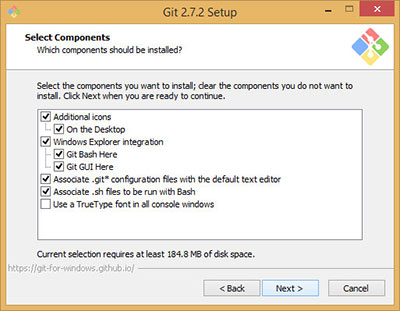 Git 2.7.2 Setup
Select Components
Which components should be installed?
Select the components you want to install; clear the components you do not want to
install. Click Next when you are ready to continue.
Additional icons
On the Desktop
Windows Explorer integration
Git Bash Here
Git GUI Here
Associate .git* configuration files with the default text editor
Associate .sh files to be run with Bash
Use a TrueType font in all console windows
Current selection requires at least 184.8 MB of disk space.
https://git-for-windows.github.io/
< Back
Next >
Cancel